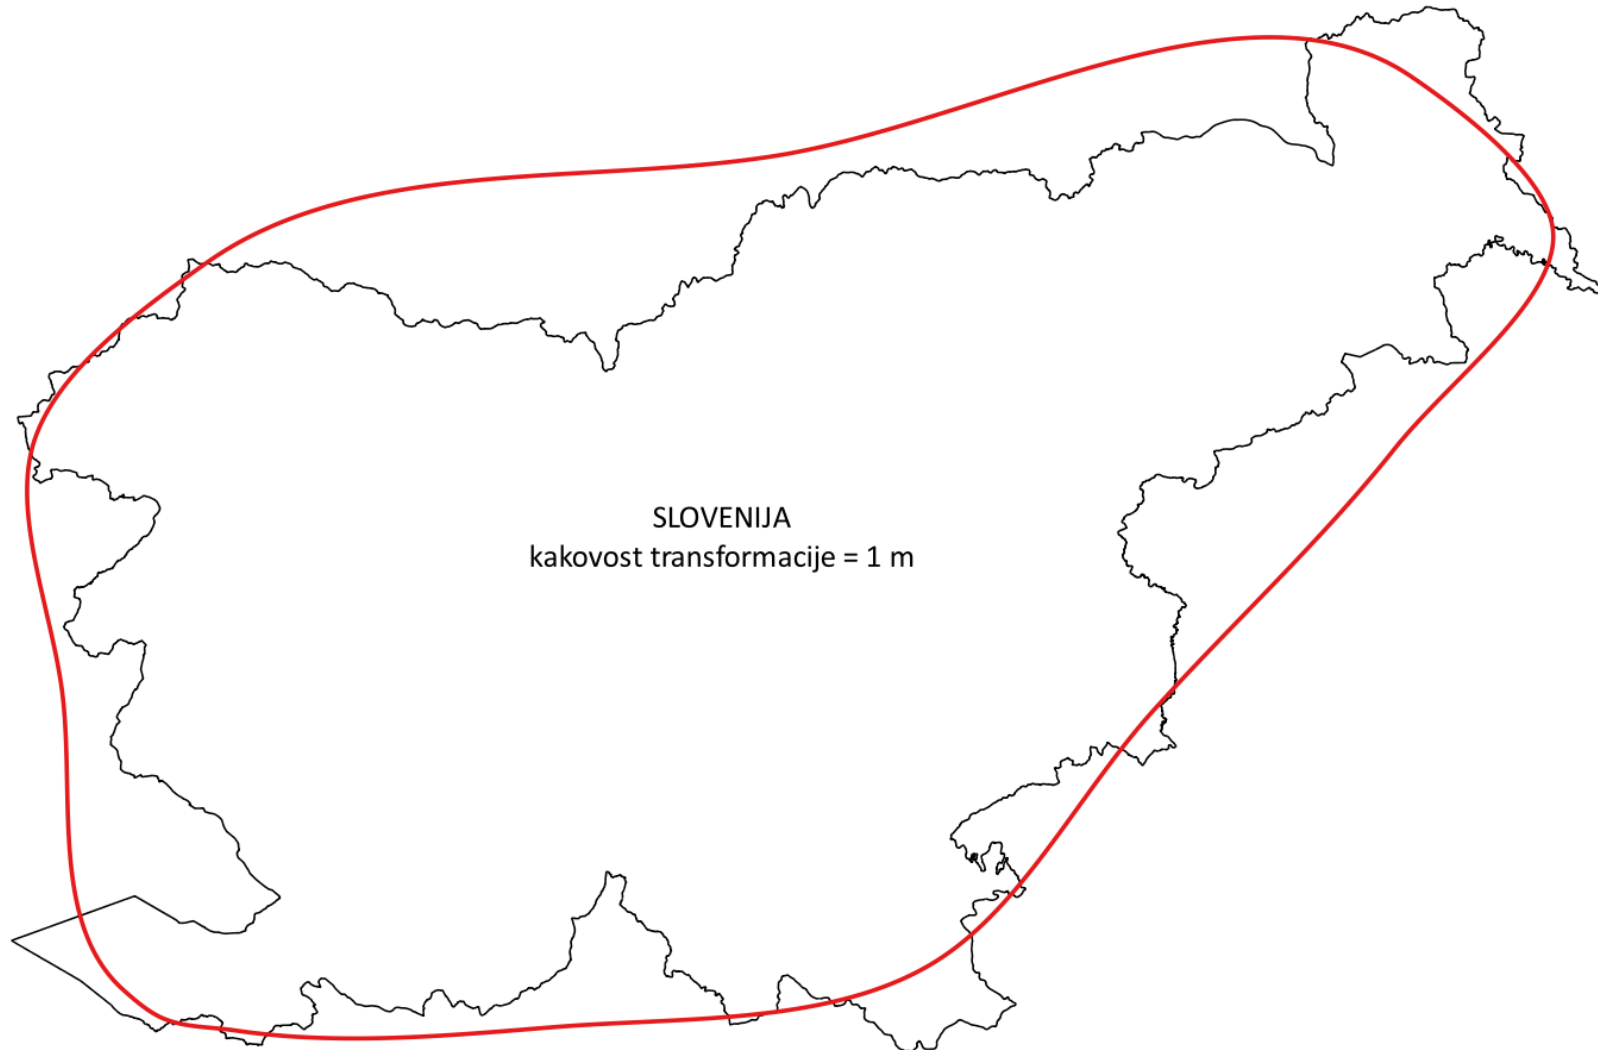 SLOVENIJA
kakovost transformacije = 1 m